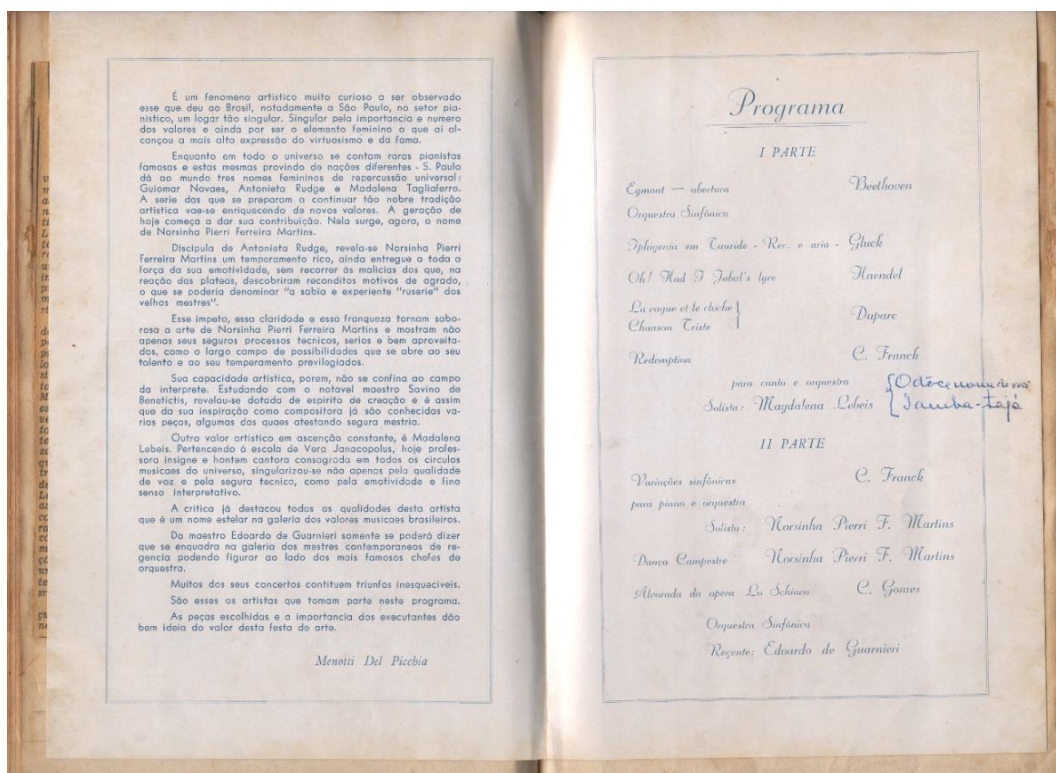 É um fenomeno artistico muito curioso a ser observado
esse que deu ao Brasil, notadamente a São Paulo, no setor pia-
nistico, um logar tão singular. Singular pela importancia e numero
dos valores e ainda por ser o elemento feminino o que aí al-
cançou a mais alta expressão do virtuosismo e da fama.
Enquanto em todo o universo se contam raras pianistas
famosas e estas mesmas provindo de nações diferentes - S. Paulo
dá ao mundo tres nomes femininos de repercussão universal:
Guiomar Novaes, Antonieta Rudge e Madalena Tagliaferro.
A serie das que se preparam a continuar tão nobre tradição
artistica vae-se enriquecendo de novos valores. A geração de
hoje começa a dar sua contribuição. Nela surge, agora, o nome
de Norsinha Pierri Ferreira Martins.
Discipula de Antonieta Rudge, revela-se Norsinha Pierri
Ferreira Martins um temporamento rico, ainda entregue a toda a
força da sua emotividade, sem recorrer ás malicias dos que, na
reação das plateas, descobriram reconditos motivos de agrado,
o que se poderia denominar "a sabia e experiente "ruserie" dos
velhos mestres".
Esse impeto, essa claridade e essa franqueza tornam sabo-
rosa a arte de Norsinha Pierri Ferreira Martins e mostram não
apenas seus seguros processos tecnicos, serios e bem aproveita-
dos, como o largo campo de possibilidades que se abre ao seu
talento e ao seu temperamento previlegiados.
Sua capacidade artistica, porem, não se confina ao campo
da interprete. Estudando com o notavel maestro Savino de
Benetictis, revelou-se dotada de espirito de creação e é assim
que da sua inspiração como compositora já são conhecidas va-
rias peças, algumas das quaes atestando segura mestria.
Outro valor artistico em ascenção constante, é Madalena
Lebeis. Pertencendo á escola de Vera Janacopolus, hoje profes-
sora insigne e hontem cantora consagrada em todos os circulos
musicaes do universo, singularizou-se não apenas pela qualidade
de voz e pela segura tecnica, como pela emotividade e fino
senso interpretativo.
A critica já destacou todas as qualidades desta artista
que é um nome estelar na galeria dos valores musicaes brasileiros.
Do maestro Edoardo de Guarnieri somente se poderá dizer
que se enquadra na galeria dos mestres contemporaneos de re-
gencia podendo figurar ao lado dos mais famosos chefes de
orquestra.
Muitos dos seus concertos contituem triunfos inesqueciveis.
São esses os artistas que tomam parte neste programa.
As peças escolhidas e a importancia dos executantes dão
bem ideia do valor desta festa de arte.
Menotti Del Picchia
Programa
I PARTE
Egmont — abertura Beethoven
Orquestra Sinfônica
Iphigenia em Tauride - Rec. e aria - Gluck
Oh! Had I Jubal's lyre Haendel
La vague et le cloche
Chanson Triste Duparc
Redemption C. Franck
para canto e orquestra
Solista: Magdalena Lebeis
Tamba-tajá
II PARTE
Variações sinfônicas C. Franck
para piano e orquestra
Solista: Norsinha Pierri F. Martins
Dança Campestre Norsinha Pierri F. Martins
Alvorada da opera Lo Schiavo C. Gomes
Orquestra Sinfônica
Regente: Edoardo de Guarnieri